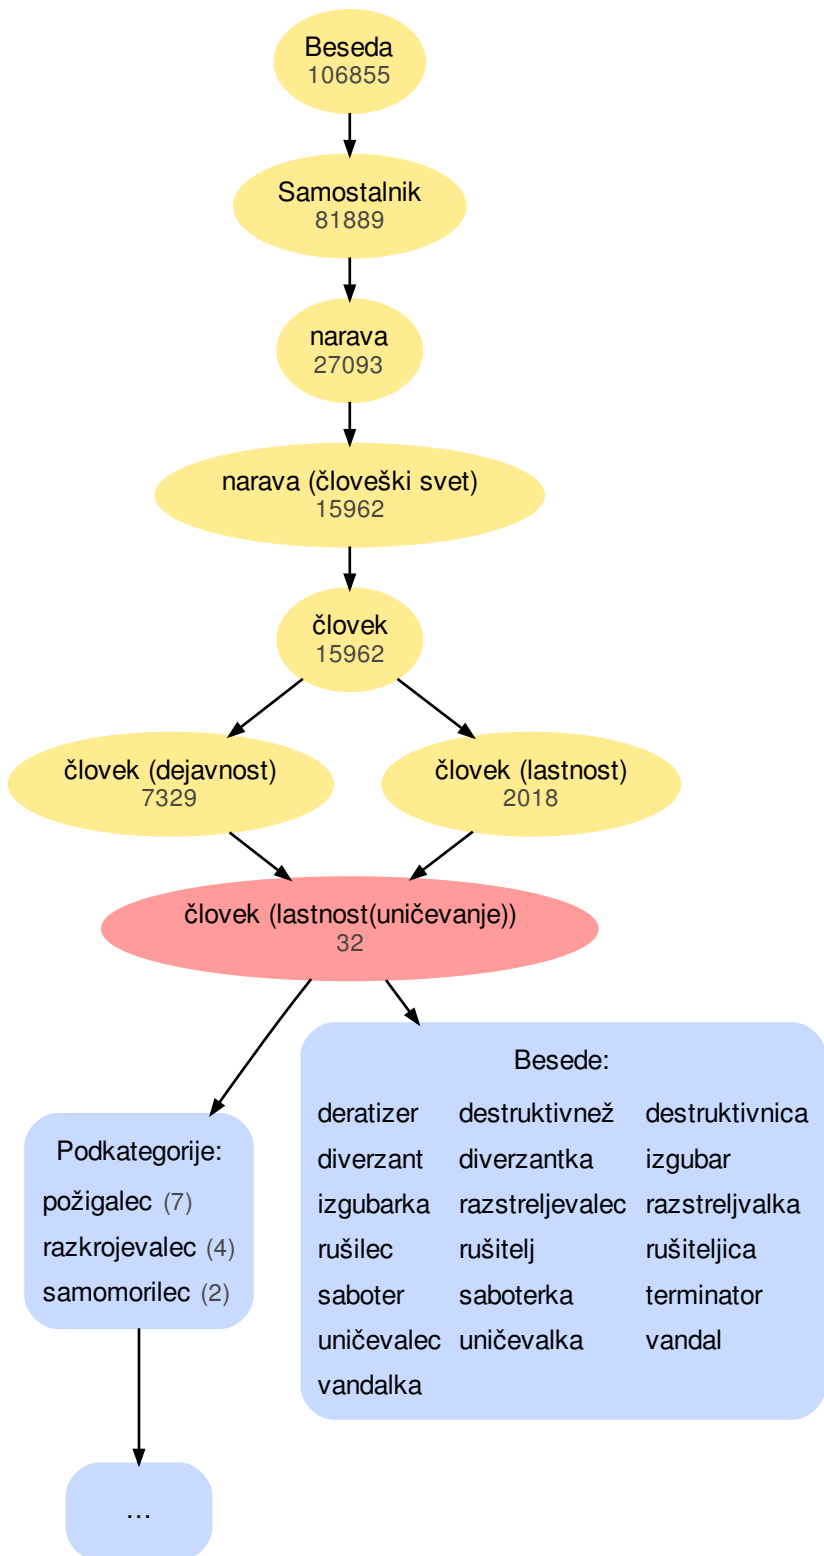 Beseda
106855
Samostalnik
81889
narava
27093
narava (človeški svet)
15962
človek
15962
človek (dejavnost)
7329
človek (lastnost)
2018
človek (lastnost(uničevanje))
32
Podkategorije:
požigalec (7)
razkrojevalec (4)
samomorilec (2)
...
Besede:
deratizer destruktivnež destruktivnica
diverzant diverzantka izgubar
izgubarka razstreljevalec razstreljvalka
rušilec rušitelj rušiteljica
saboter saboterka terminator
uničevalec uničevalka vandal
vandalka